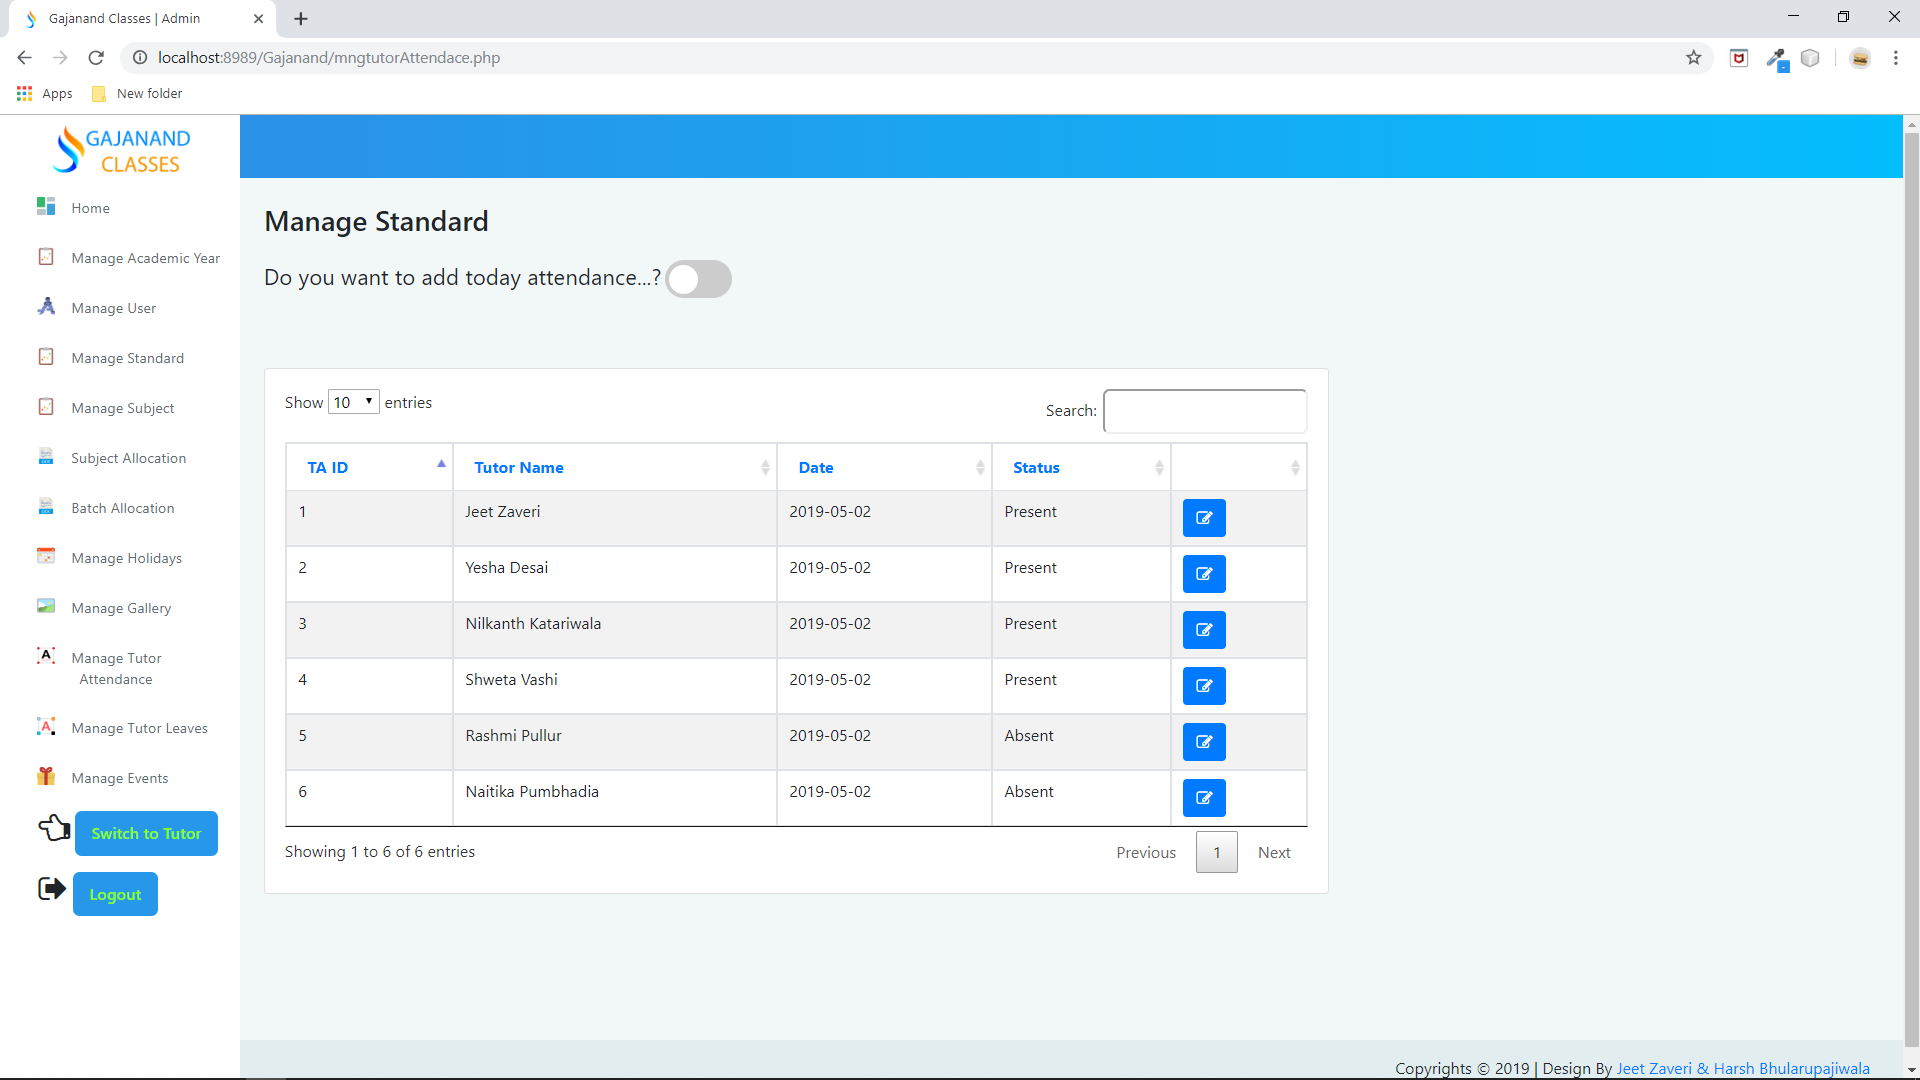 Gajanand Classes | Admin
localhost:8989/Gajanand/mngtutorAttendace.php
Apps
New folder
GAJANAND
CLASSES
Home
Manage Academic Year
Manage User
Manage Standard
Manage Subject
Subject Allocation
Batch Allocation
Manage Holidays
Manage Gallery
Manage Tutor
Attendance
Manage Tutor Leaves
Manage Events
Switch to Tutor
Logout
Manage Standard
Do you want to add today attendance...?
Show 10 entries
Search:
TA ID Tutor Name Date Status
1 Jeet Zaveri 2019-05-02 Present
2 Yesha Desai 2019-05-02 Present
3 Nilkanth Katariwala 2019-05-02 Present
4 Shweta Vashi 2019-05-02 Present
5 Rashmi Pullur 2019-05-02 Absent
6 Naitika Pumbhadia 2019-05-02 Absent
Showing 1 to 6 of 6 entries
Previous 1 Next
Copyrights © 2019 | Design By Jeet Zaveri & Harsh Bhularupajiwala